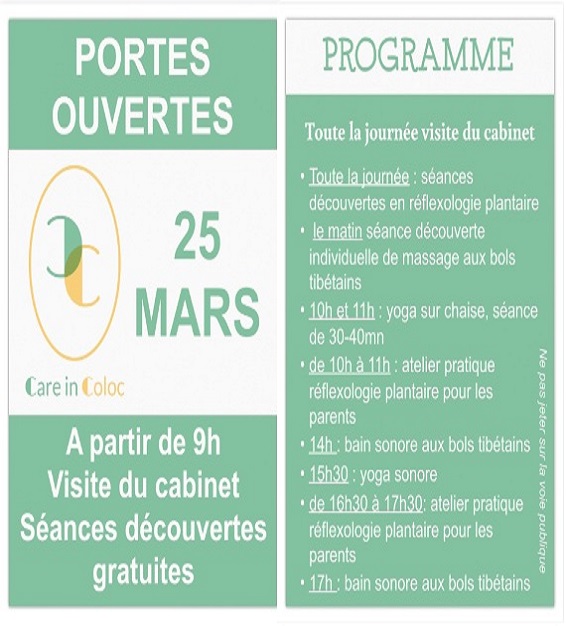 PORTES
OUVERTES
25
MARS
Care in Coloc
A partir de 9h
Visite du cabinet
Séances découvertes
gratuites
PROGRAMME
Toute la journée visite du cabinet
• Toute la journée : séances
découvertes en réflexologie plantaire
• le matin séance découverte
individuelle de massage aux bols
tibétains
• 10h et 11h : yoga sur chaise, séance
de 30-40mn
• de 10h à 11h : atelier pratique
réflexologie plantaire pour les
parents
• 14h : bain sonore aux bols tibétains
• 15h30 : yoga sonore
• de 16h30 à 17h30: atelier pratique
réflexologie plantaire pour les
parents
• 17h : bain sonore aux bols tibétains
Ne pas jeter sur la voie publique